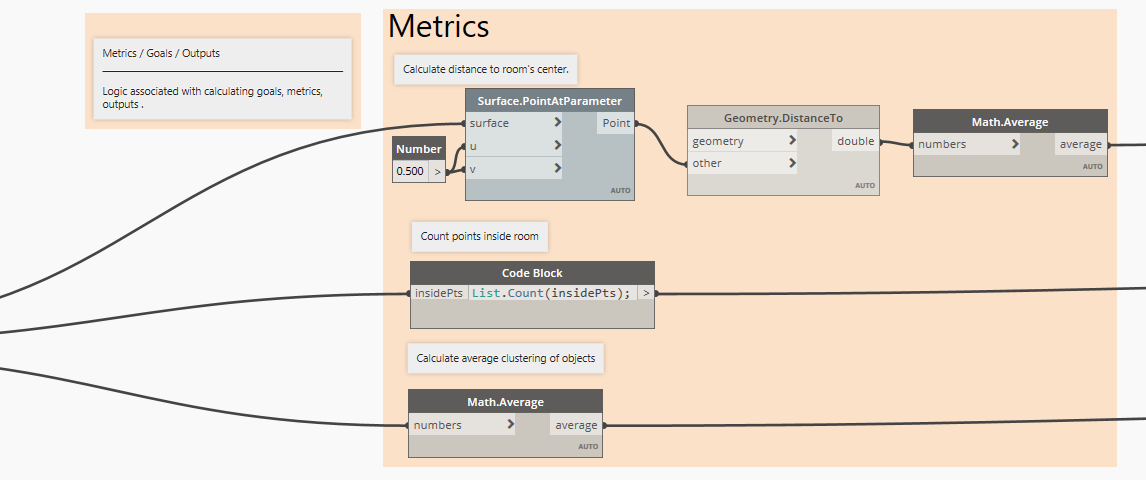 Metrics / Goals / Outputs
Logic associated with calculating goals, metrics,
outputs .
Metrics
Calculate distance to room's center.
Surface.PointAtParameter
surface > Point
u >
v >
AUTO
Number
0.500 >
Geometry.DistanceTo
geometry > double
other >
AUTO
Math.Average
numbers > average
AUTO
Count points inside room
Code Block
insidePts List.Count(insidePts); >
Calculate average clustering of objects
Math.Average
numbers > average
AUTO